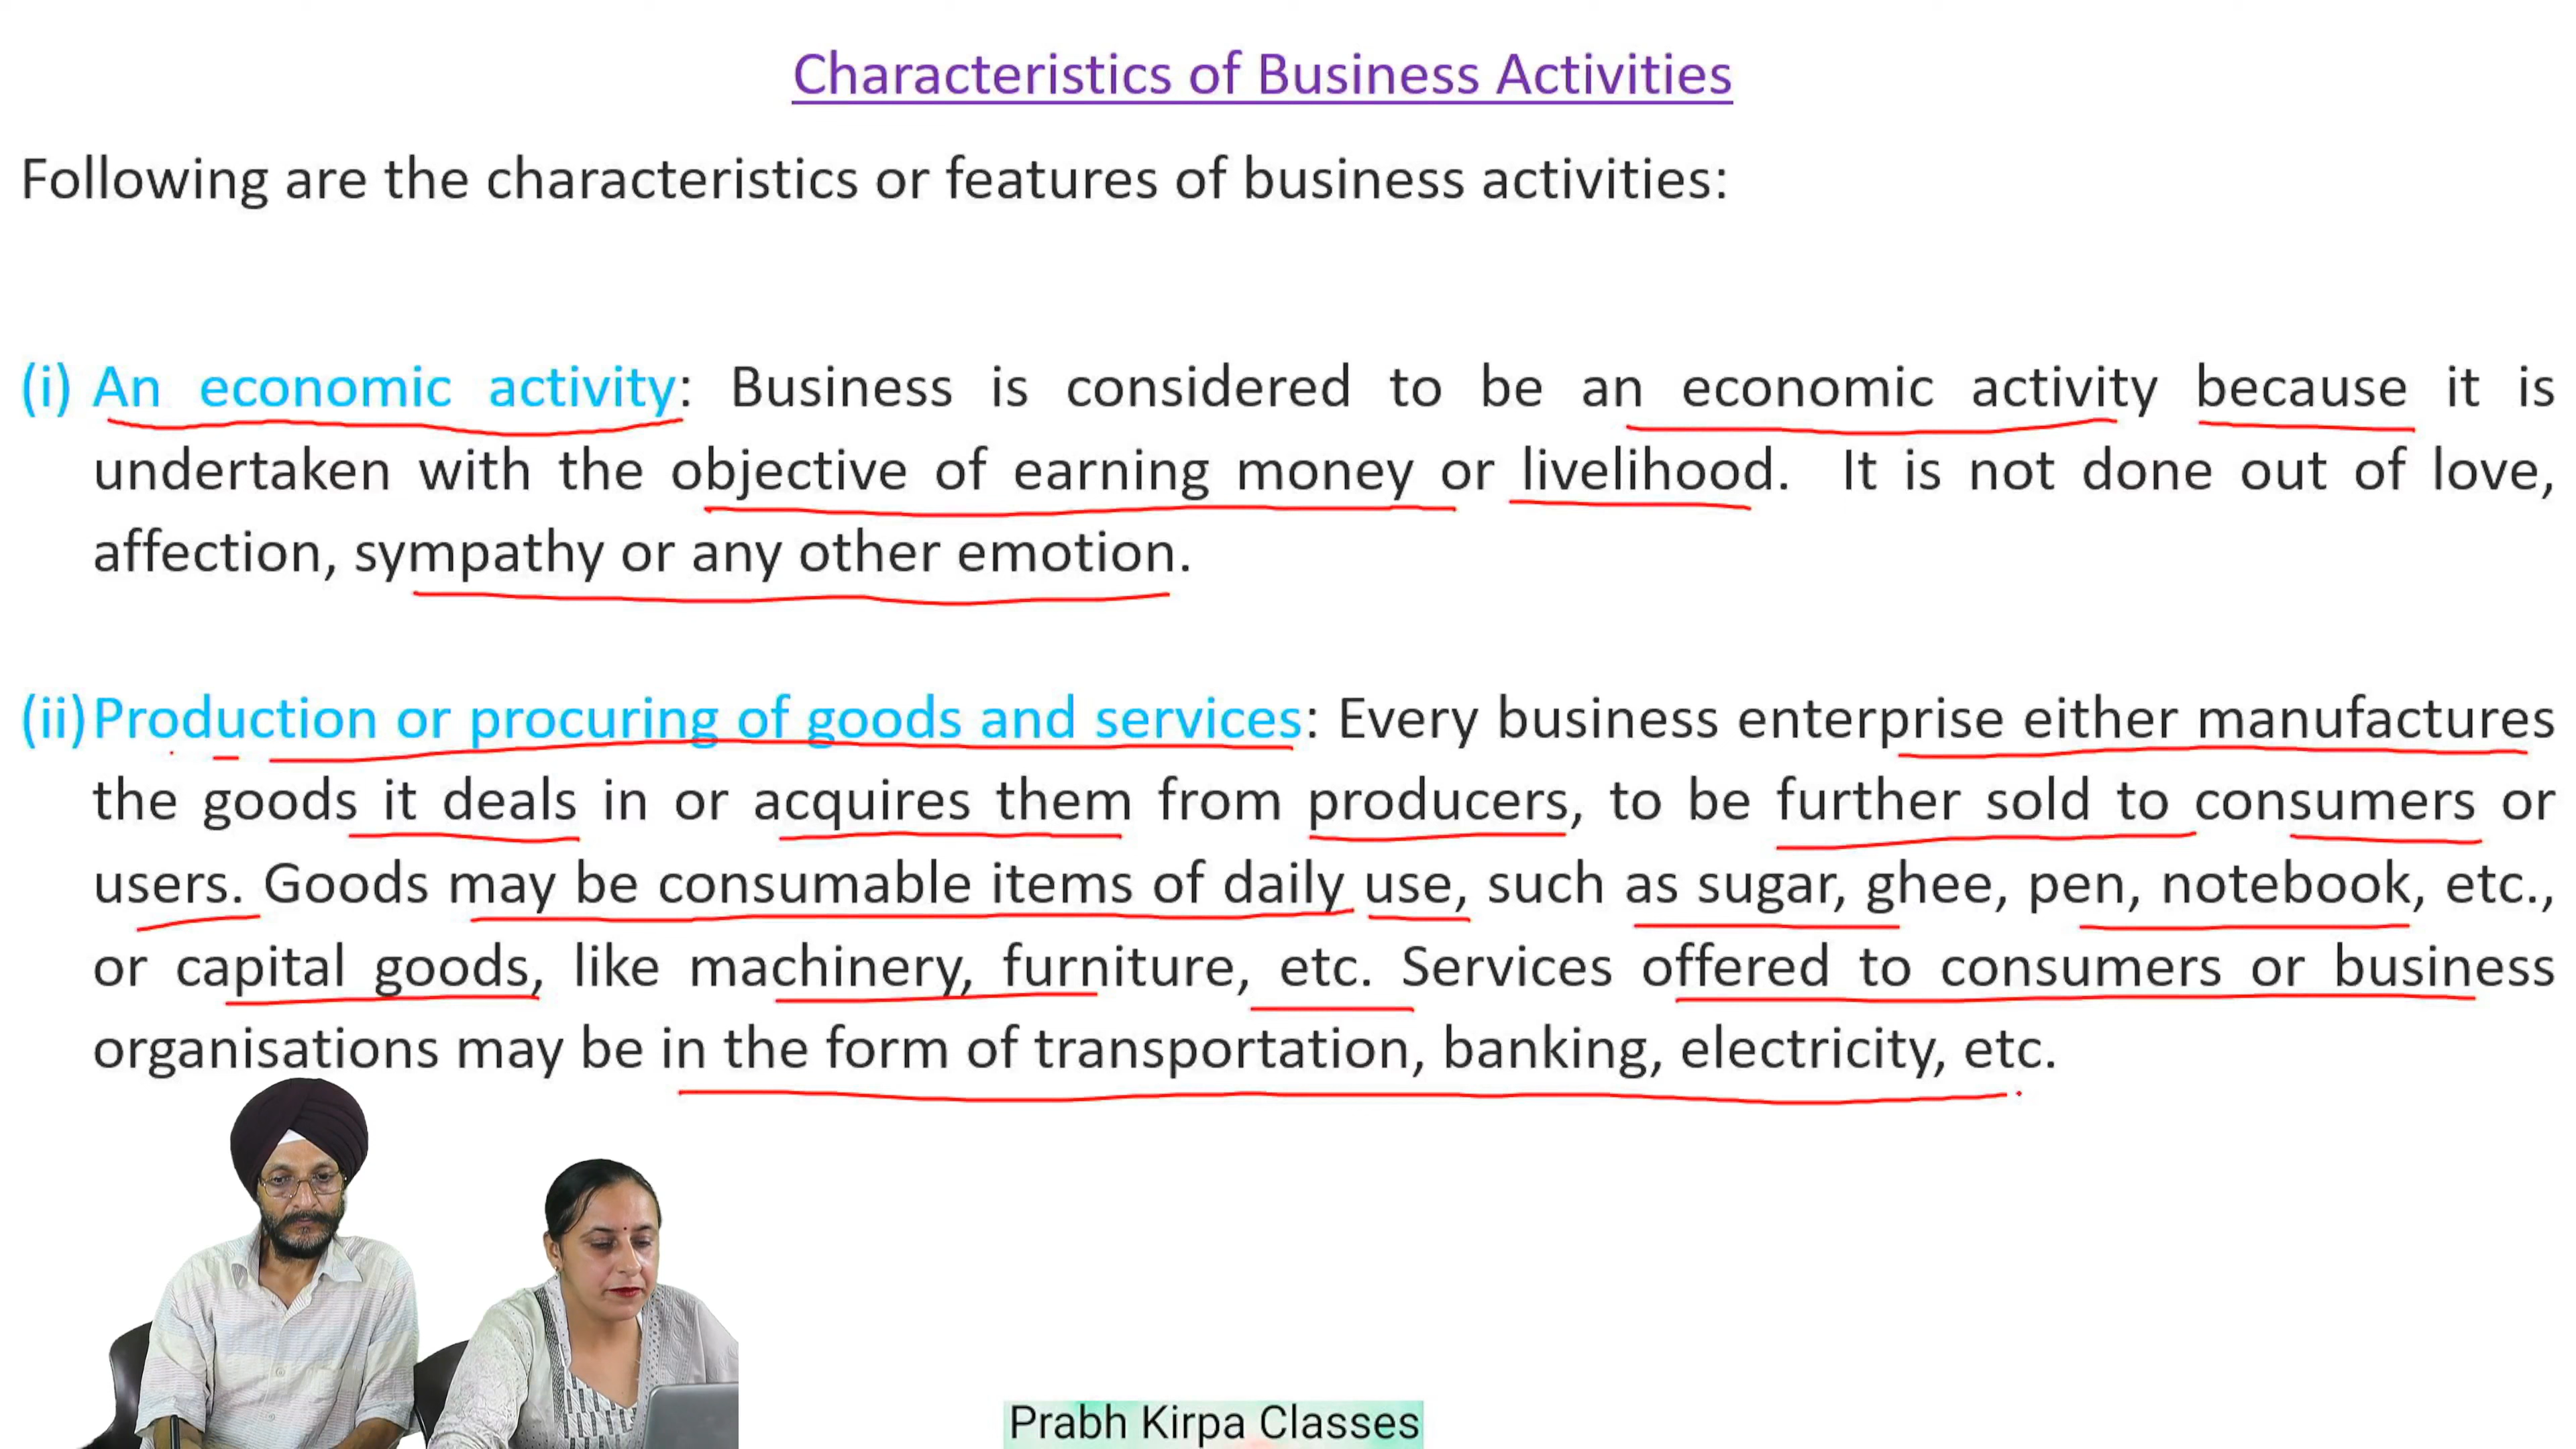 Characteristics of Business Activities
Following are the characteristics or features of business activities:
(i) An economic activity: Business is considered to be an economic activity because it is
undertaken with the objective of earning money or livelihood. It is not done out of love,
affection, sympathy or any other emotion.
(ii) Production or procuring of goods and services: Every business enterprise either manufactures
the goods it deals in or acquires them from producers, to be further sold to consumers or
users. Goods may be consumable items of daily use, such as sugar, ghee, pen, notebook, etc.,
or capital goods, like machinery, furniture, etc. Services offered to consumers or business
organisations may be in the form of transportation, banking, electricity, etc.
Prabh Kirpa Classes